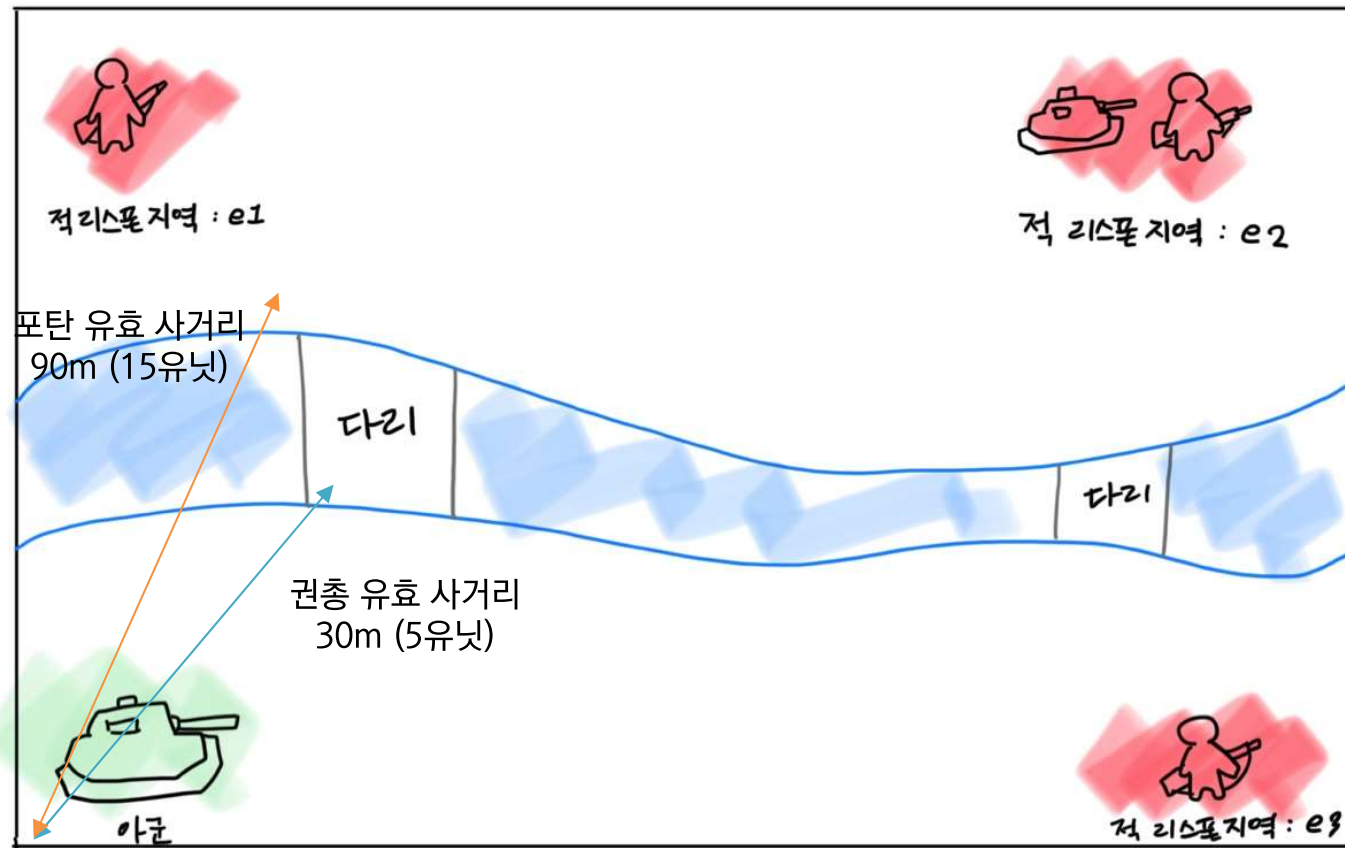 적 리스폰 지역 : e1
적 리스폰 지역 : e2
포탄 유효 사거리
90m (15유닛)
다리
다리
권총 유효 사거리
30m (5유닛)
아군
적 리스폰 지역 : e3